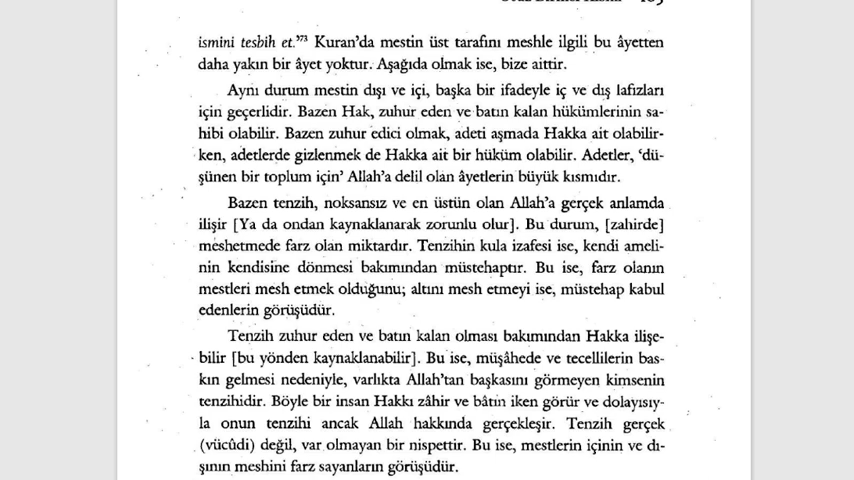 ismini tesbih et.”⁷³ Kuran’da mestin üst tarafını meshle ilgili bu âyetten
daha yakın bir âyet yoktur. Aşağıda olmak ise, bize aittir.
Aynı durum mestin dışı ve içi, başka bir ifadeyle iç ve dış lafızları
için geçerlidir. Bazen Hak, zuhur eden ve batın kalan hükümlerinin sa-
hibi olabilir. Bazen zuhur edici olmak, adeti aşmada Hakka ait olabilir-
ken, adetlerde gizlenmek de Hakka ait bir hüküm olabilir. Adetler, ‘dü-
şünen bir toplum için’ Allah’a delil olan âyetlerin büyük kısmıdır.
Bazen tenzih, noksansız ve en üstün olan Allah’a gerçek anlamda
ilişir [Ya da ondan kaynaklanarak zorunlu olur]. Bu durum, [zahirde]
meshetmede farz olan miktardır. Tenzihin kula izafesi ise, kendi ameli-
nin kendisine dönmesi bakımından müstehaptır. Bu ise, farz olanın
mestleri mesh etmek olduğunu; altını mesh etmeyi ise, müstehap kabul
edenlerin görüşüdür.
Tenzih zuhur eden ve batın kalan olması bakımından Hakka ilişe-
bilir [bu yönden kaynaklanabilir]. Bu ise, müşâhede ve tecellilerin bas-
kın gelmesi nedeniyle, varlıkta Allah’tan başkasını görmeyen kimsenin
tenzihidir. Böyle bir insan Hakkı zâhir ve bâtın iken görür ve dolayısıy-
la onun tenzihi ancak Allah hakkında gerçekleşir. Tenzih gerçek
(vücûdi) değil, var olmayan bir nispettir. Bu ise, mestlerin içinin ve dı-
şının meshini farz sayanların görüşüdür.